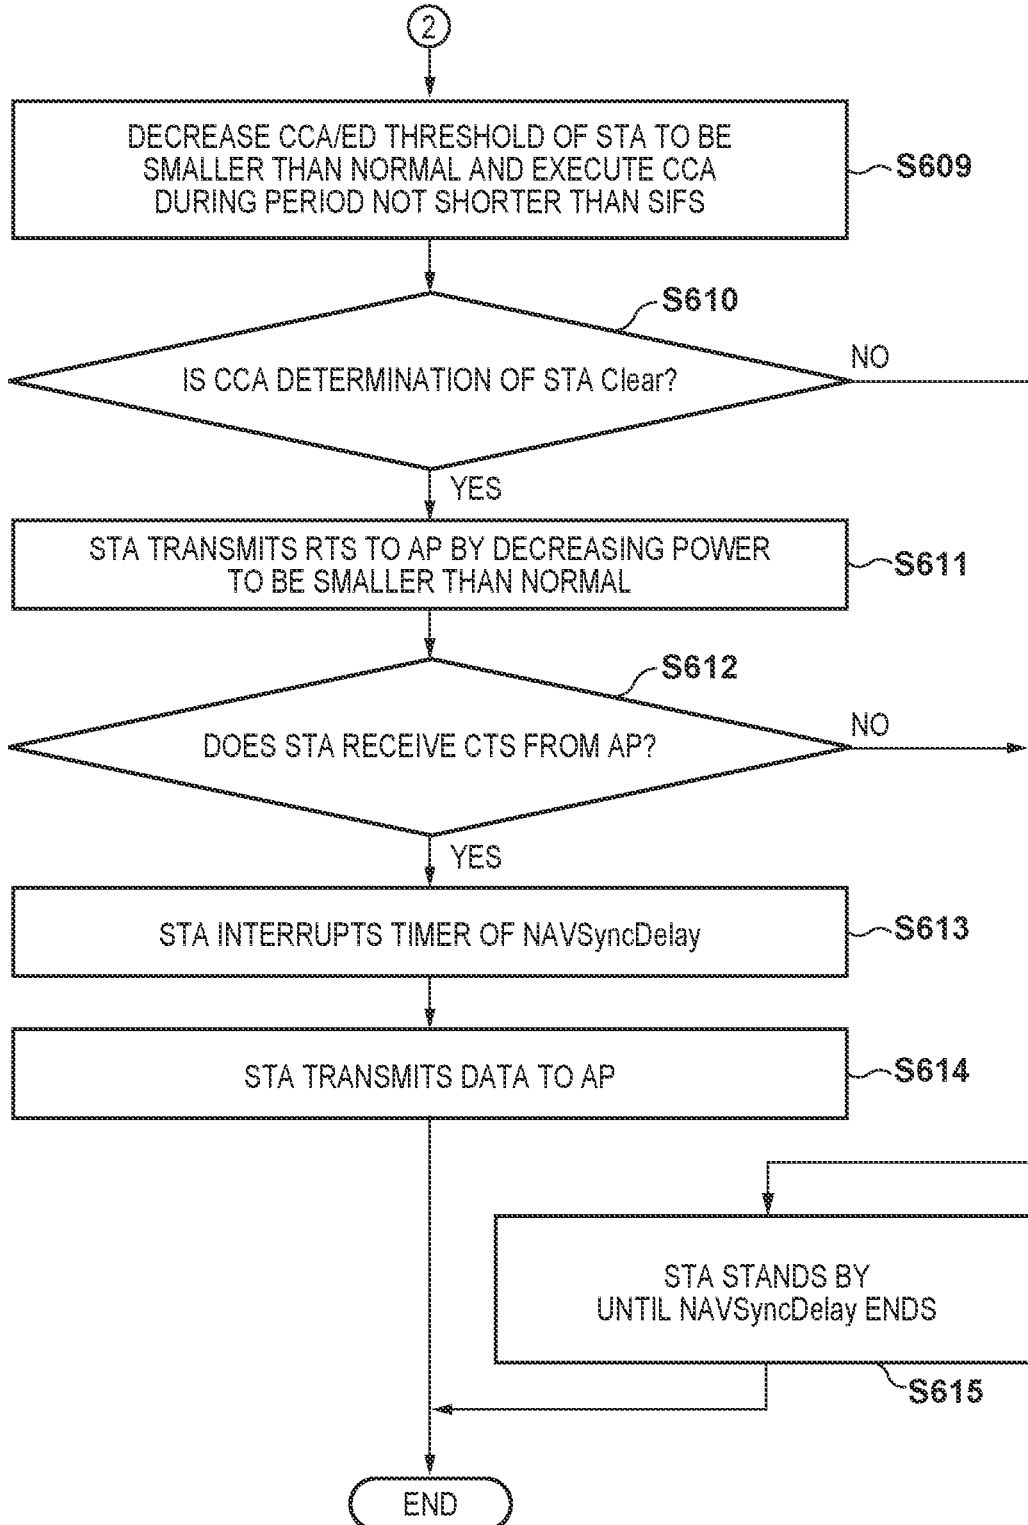 2
DECREASE CCA/ED THRESHOLD OF STA TO BE
SMALLER THAN NORMAL AND EXECUTE CCA
DURING PERIOD NOT SHORTER THAN SIFS
S609
S610
IS CCA DETERMINATION OF STA Clear?
NO
YES
STA TRANSMITS RTS TO AP BY DECREASING POWER
TO BE SMALLER THAN NORMAL
S611
S612
DOES STA RECEIVE CTS FROM AP?
NO
YES
STA INTERRUPTS TIMER OF NAVSyncDelay
S613
STA TRANSMITS DATA TO AP
S614
STA STANDS BY
UNTIL NAVSyncDelay ENDS
S615
END